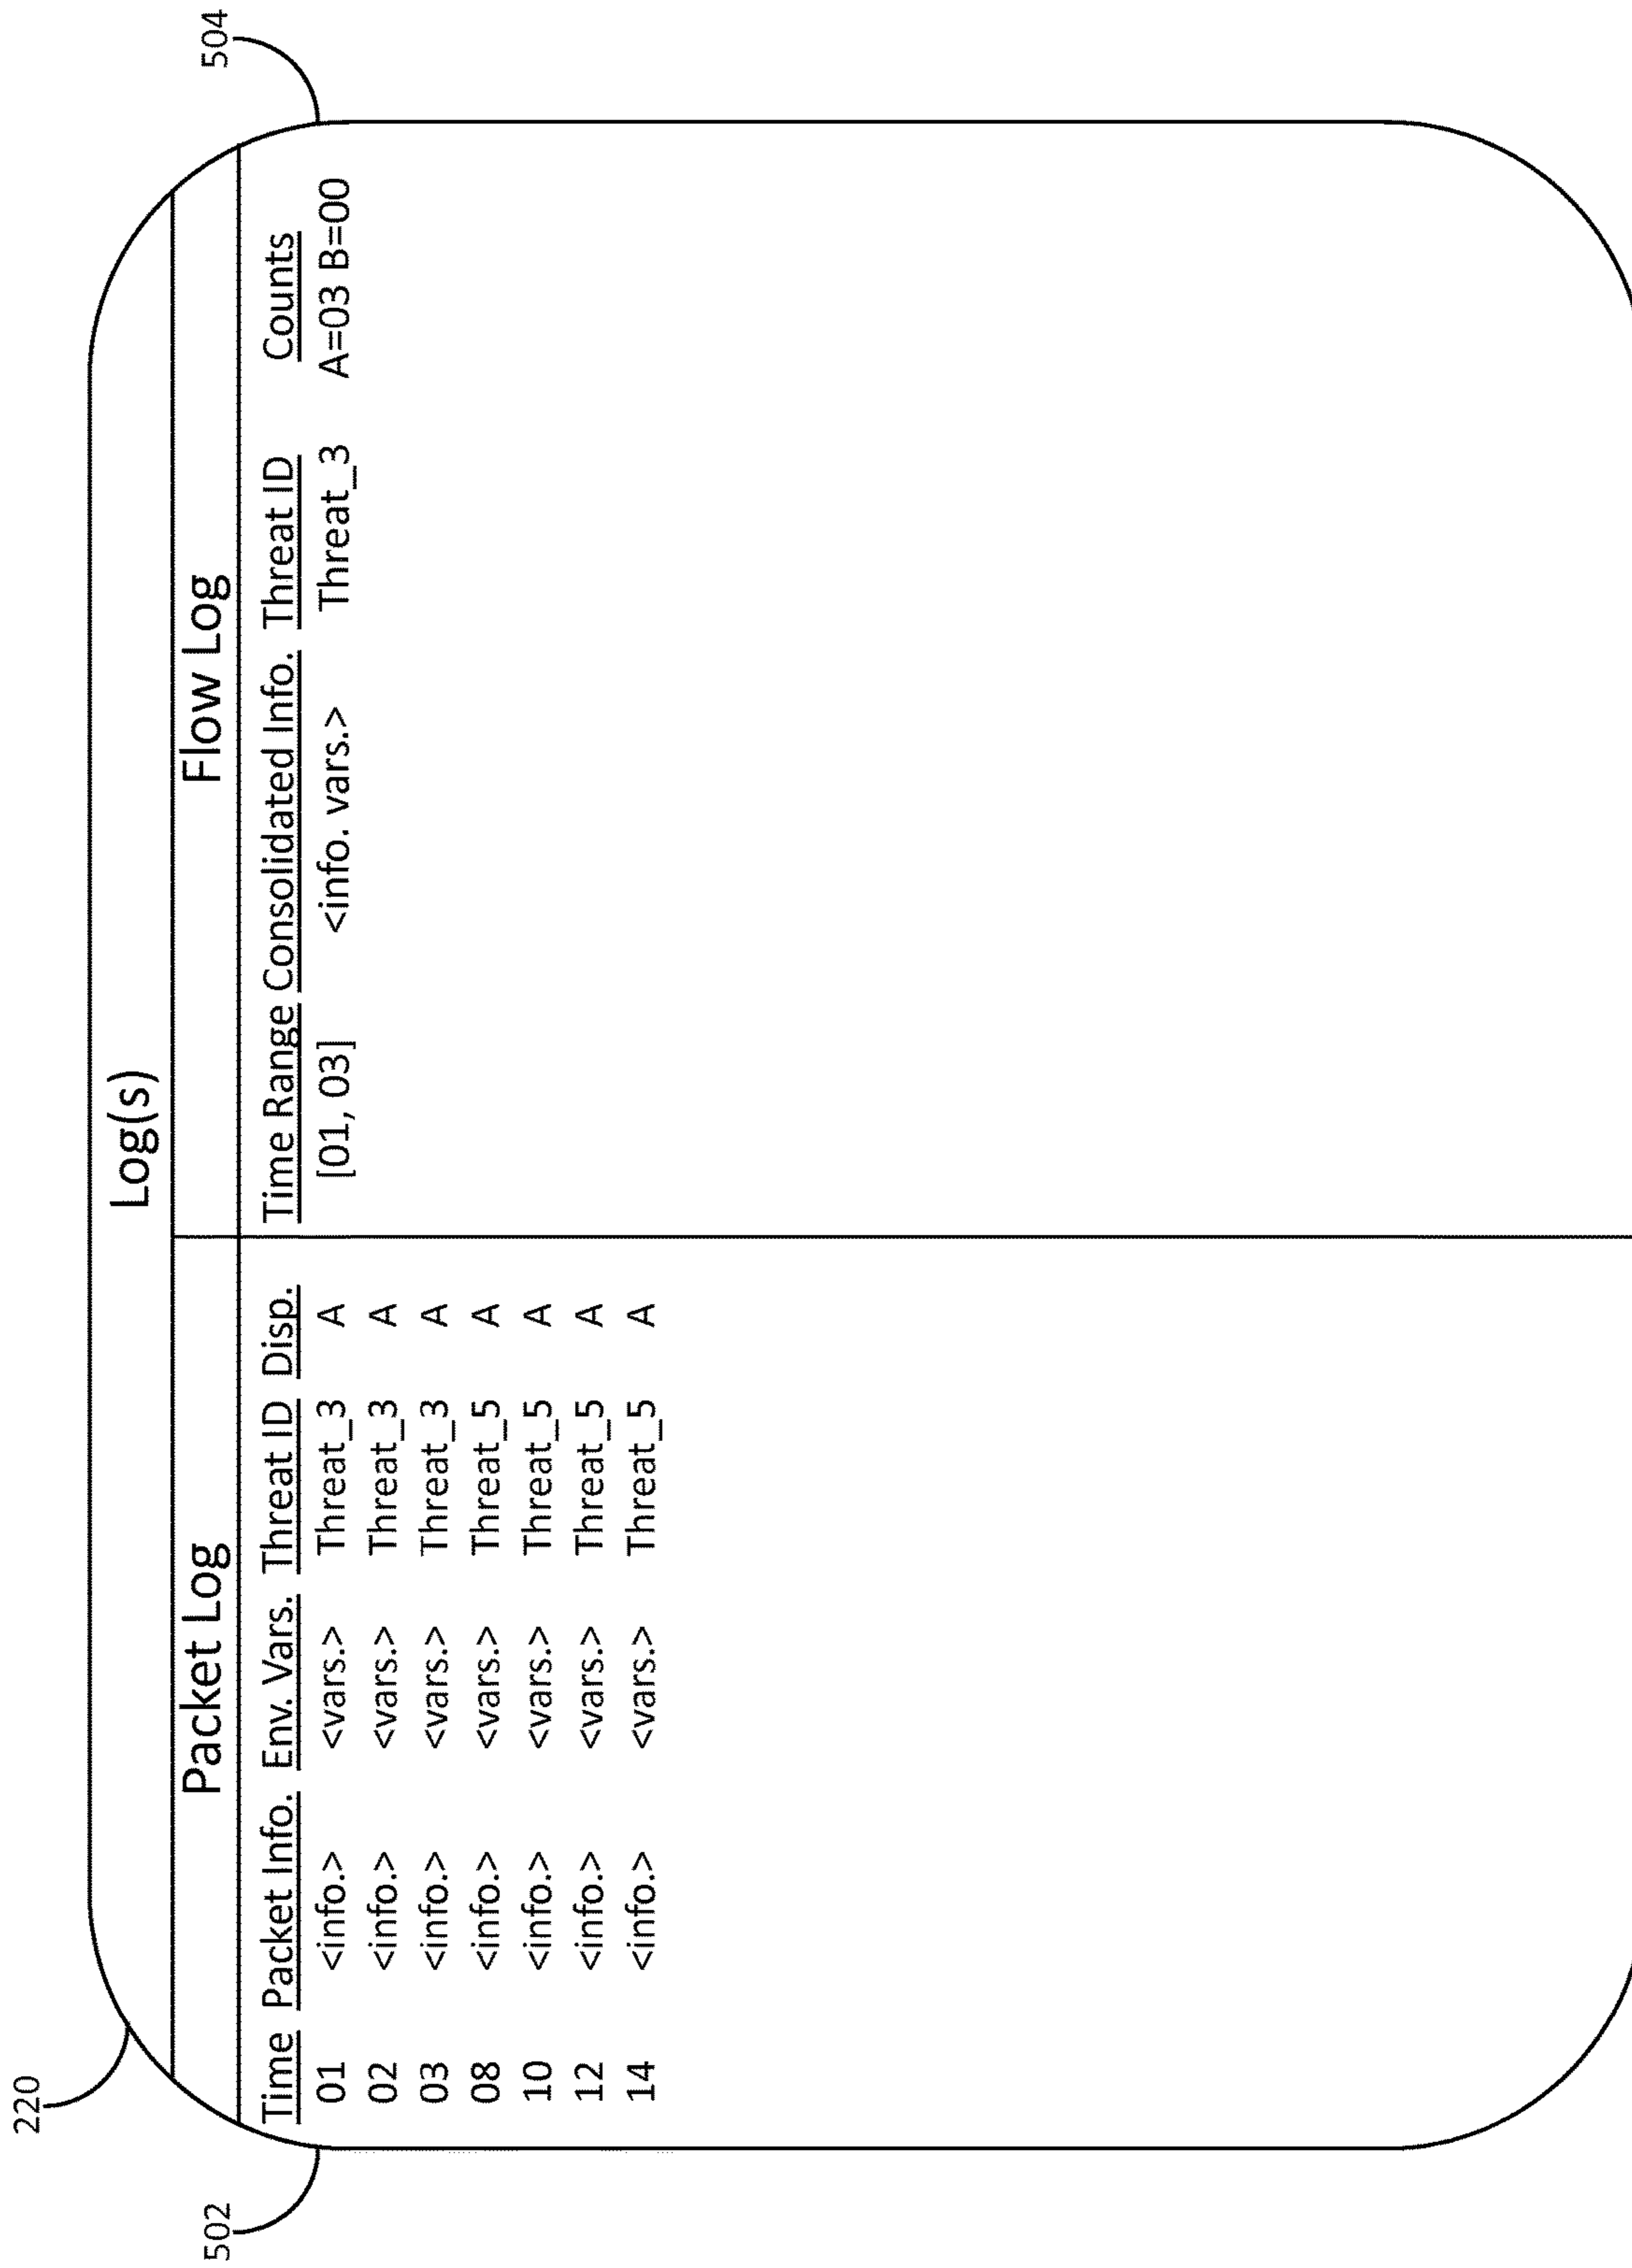 220
Log(s)
502
Packet Log
Flow Log
504
Time Packet Info. Env. Vars. Threat ID Disp.
Time Range Consolidated Info. Threat ID Counts
01 <info.> <vars.> Threat_3 A
[01, 03] <info. vars.> Threat_3 A=03 B=00
02 <info.> <vars.> Threat_3 A
03 <info.> <vars.> Threat_3 A
08 <info.> <vars.> Threat_5 A
10 <info.> <vars.> Threat_5 A
12 <info.> <vars.> Threat_5 A
14 <info.> <vars.> Threat_5 A